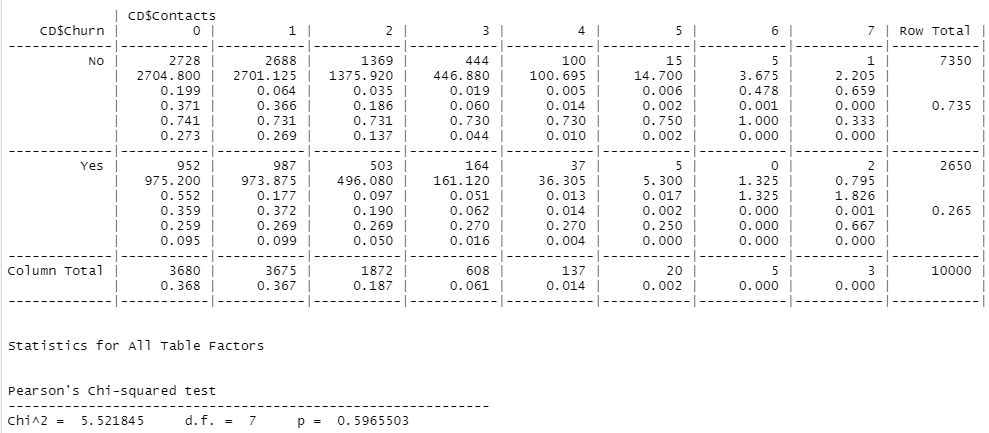 | CD$Contacts
CD$Churn | 0 | 1 | 2 | 3 | 4 | 5 | 6 | 7 | Row Total |
-------------|-----------|-----------|-----------|-----------|-----------|-----------|-----------|-----------|-----------|
No | 2728 | 2688 | 1369 | 444 | 100 | 15 | 5 | 1 | 7350 |
| 2704.800 | 2701.125 | 1375.920 | 446.880 | 100.695 | 14.700 | 3.675 | 2.205 | |
| 0.199 | 0.064 | 0.035 | 0.019 | 0.005 | 0.006 | 0.478 | 0.659 | |
| 0.371 | 0.366 | 0.186 | 0.060 | 0.014 | 0.002 | 0.001 | 0.000 | 0.735 |
| 0.741 | 0.731 | 0.731 | 0.730 | 0.730 | 0.750 | 1.000 | 0.333 | |
| 0.273 | 0.269 | 0.137 | 0.044 | 0.010 | 0.002 | 0.000 | 0.000 | |
-------------|-----------|-----------|-----------|-----------|-----------|-----------|-----------|-----------|-----------|
Yes | 952 | 987 | 503 | 164 | 37 | 5 | 0 | 2 | 2650 |
| 975.200 | 973.875 | 496.080 | 161.120 | 36.305 | 5.300 | 1.325 | 0.795 | |
| 0.552 | 0.177 | 0.097 | 0.051 | 0.013 | 0.017 | 1.325 | 1.826 | |
| 0.359 | 0.372 | 0.190 | 0.062 | 0.014 | 0.002 | 0.000 | 0.001 | 0.265 |
| 0.259 | 0.269 | 0.269 | 0.270 | 0.270 | 0.250 | 0.000 | 0.667 | |
| 0.095 | 0.099 | 0.050 | 0.016 | 0.004 | 0.000 | 0.000 | 0.000 | |
-------------|-----------|-----------|-----------|-----------|-----------|-----------|-----------|-----------|-----------|
Column Total | 3680 | 3675 | 1872 | 608 | 137 | 20 | 5 | 3 | 10000 |
| 0.368 | 0.367 | 0.187 | 0.061 | 0.014 | 0.002 | 0.000 | 0.000 | |
-------------|-----------|-----------|-----------|-----------|-----------|-----------|-----------|-----------|-----------|
Statistics for All Table Factors
Pearson's Chi-squared test
------------------------------------------------------------
Chi^2 = 5.521845 d.f. = 7 p = 0.5965503